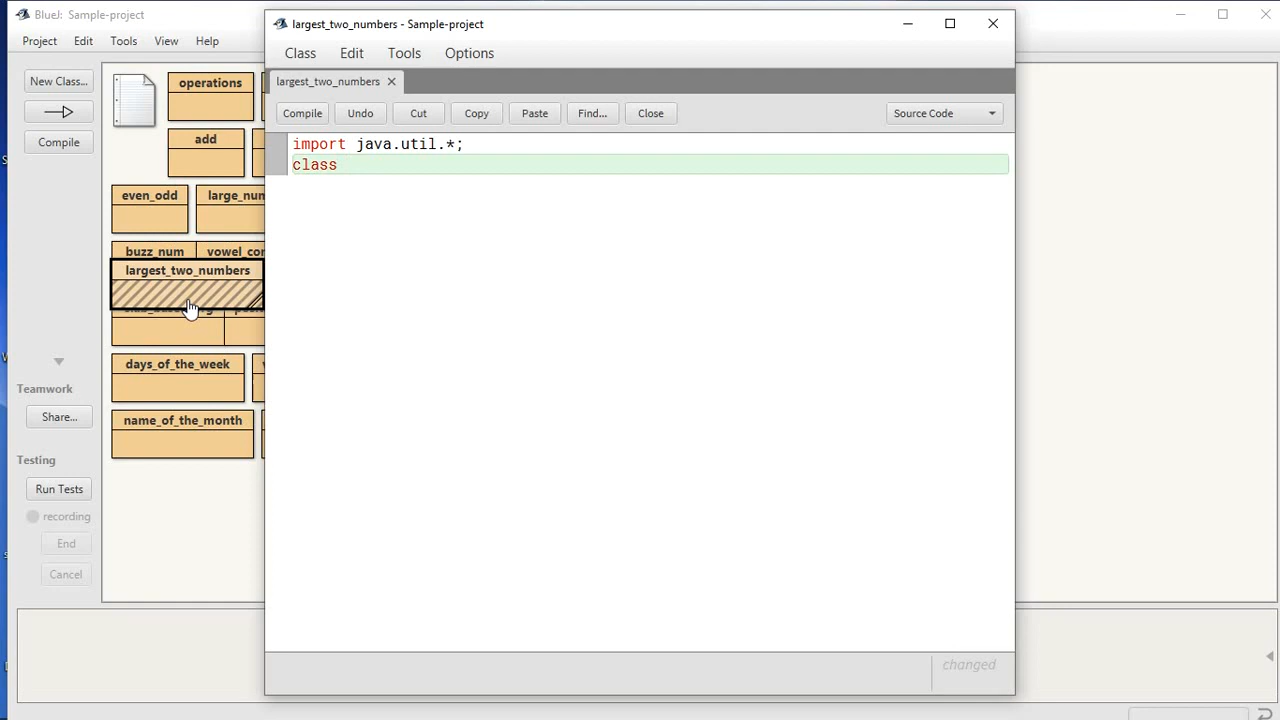 BlueJ: Sample-project
Project Edit Tools View Help
New Class...
Compile
Teamwork
Share...
Testing
Run Tests
recording
End
Cancel
operations
add
even_odd
large_num
buzz_num
vowel_con
largest_two_numbers
days_of_the_week
name_of_the_month
largest_two_numbers - Sample-project
Class Edit Tools Options
largest_two_numbers
Compile Undo Cut Copy Paste Find... Close Source Code
import java.util.*;
class
changed